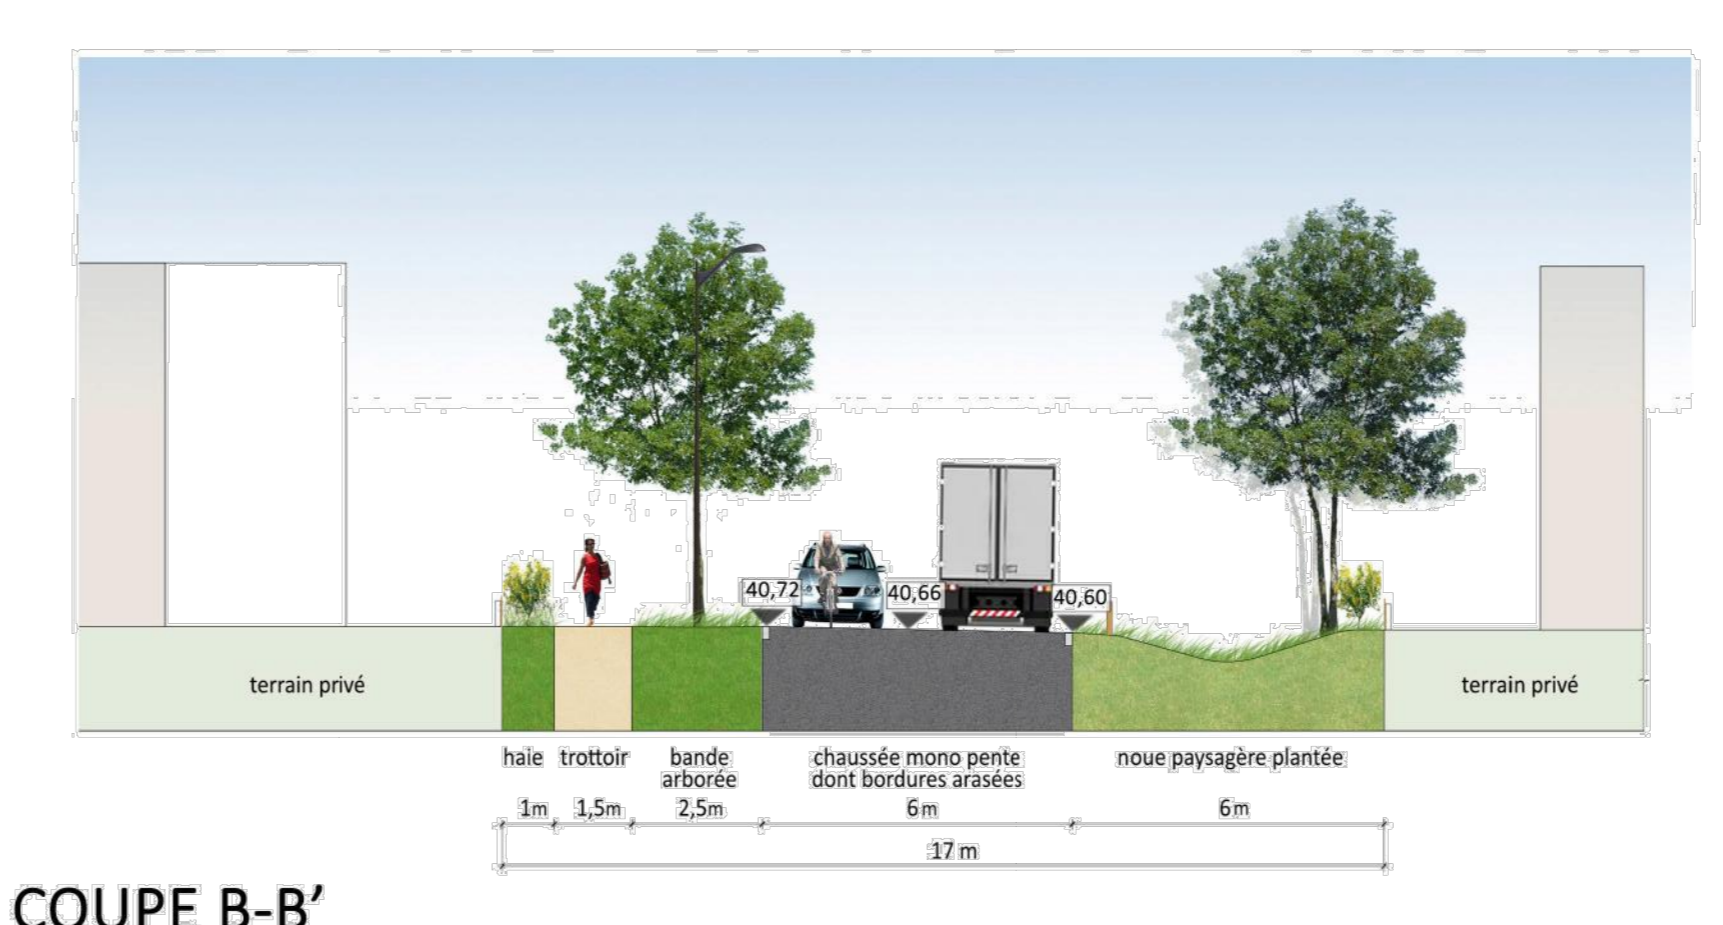 40,72
40,66
40,60
terrain privé
terrain privé
haie
trottoir
bande
arborée
chaussée mono pente
dont bordures arasées
noue paysagère plantée
1m
1,5m
2,5m
6m
6m
17 m
COUPE B-B’